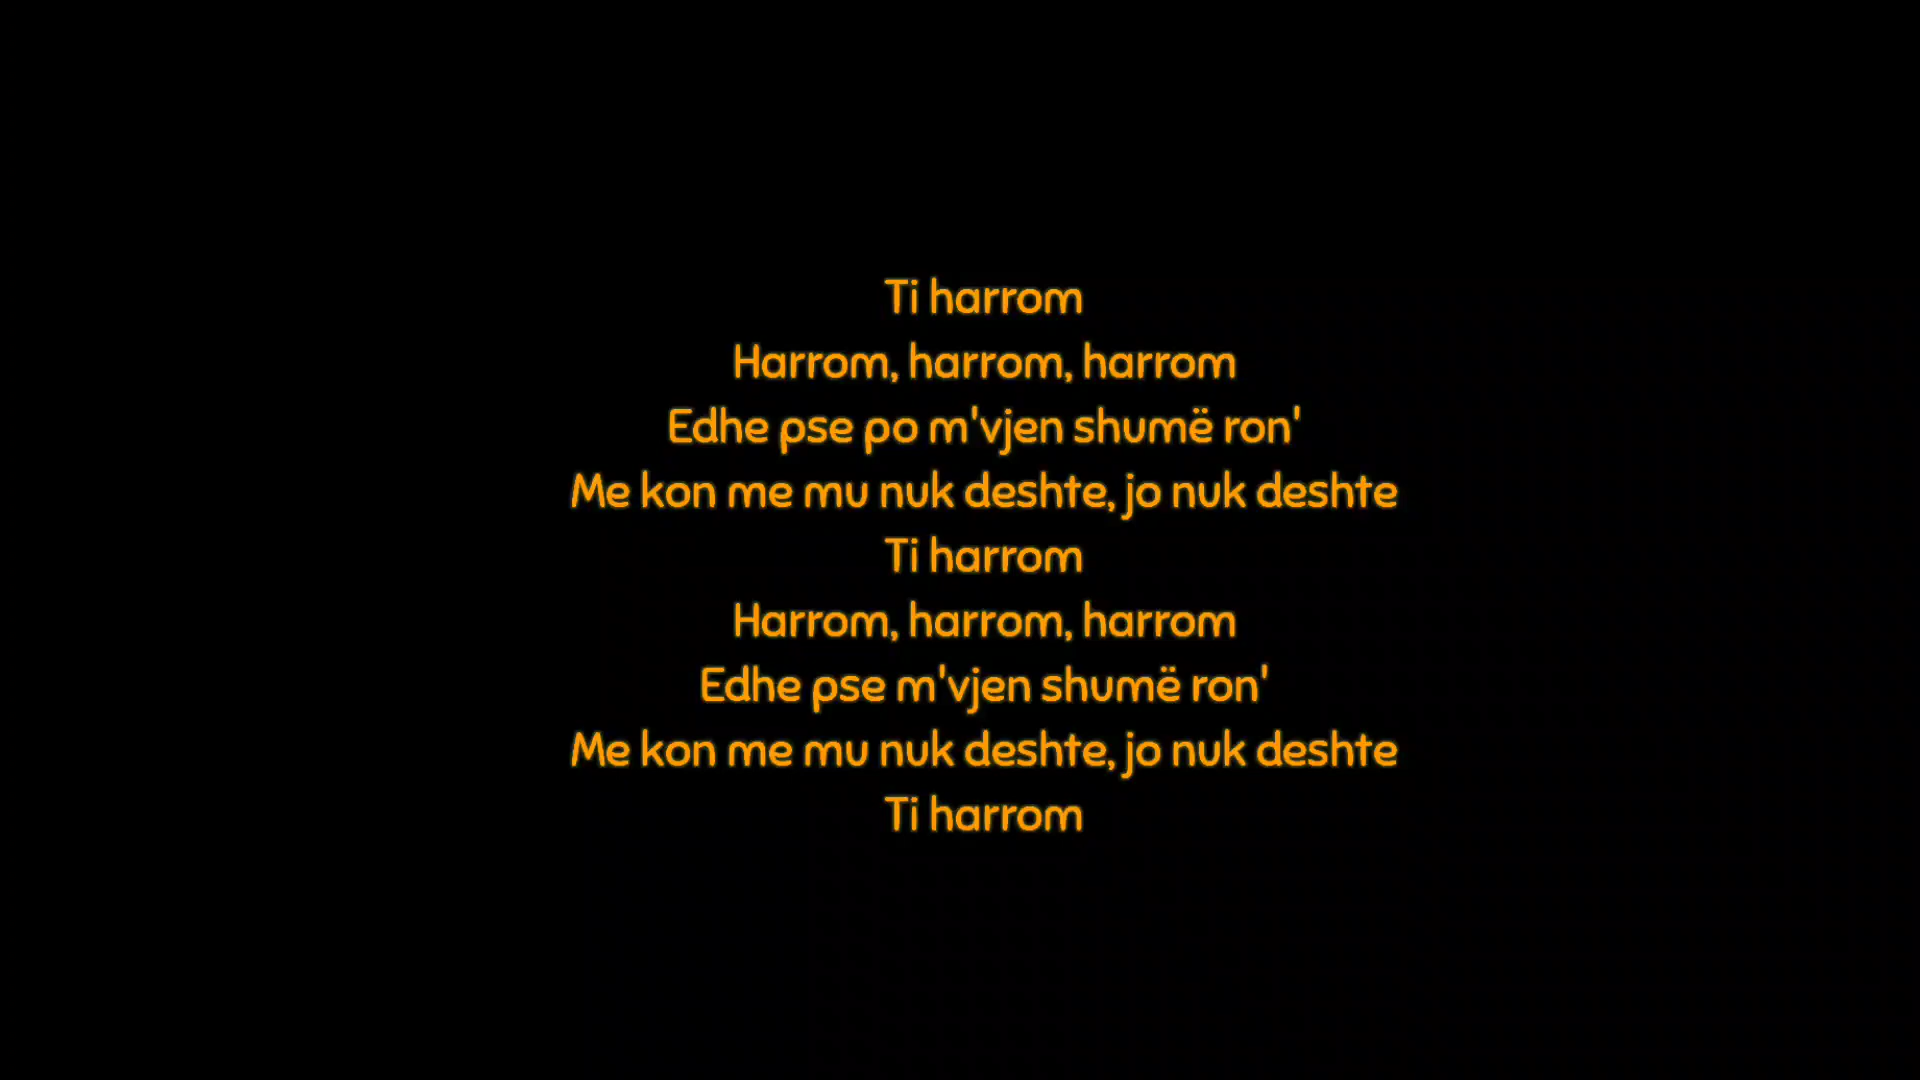 Ti harrom
Harrom, harrom, harrom
Edhe pse po m'vjen shumë ron'
Me kon me mu nuk deshte, jo nuk deshte
Ti harrom
Harrom, harrom, harrom
Edhe pse m'vjen shumë ron'
Me kon me mu nuk deshte, jo nuk deshte
Ti harrom